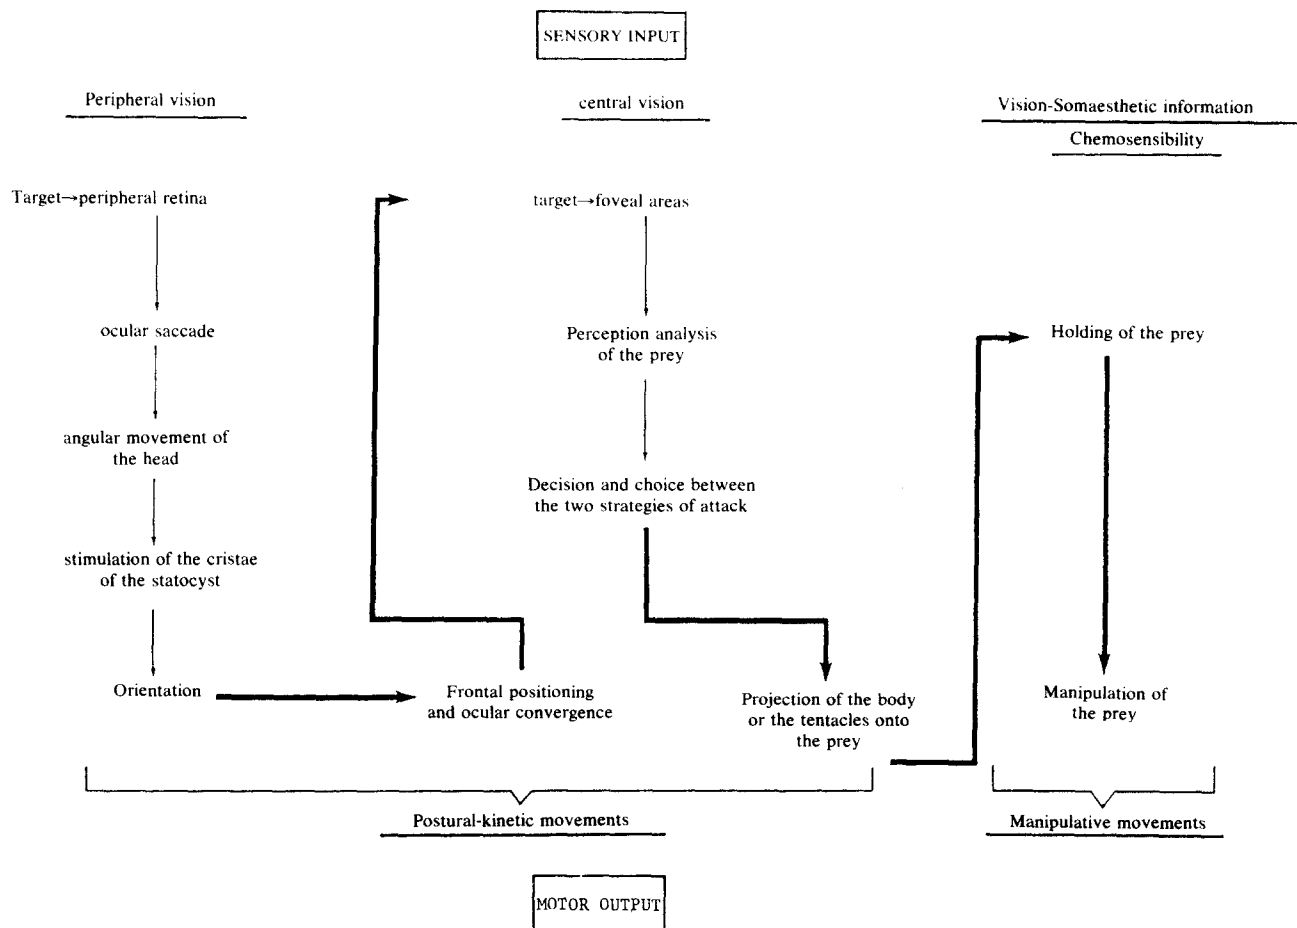 SENSORY INPUT
Peripheral vision
central vision
Vision-Somaesthetic information
Chemosensibility
Target→peripheral retina
target→foveal areas
ocular saccade
Perception analysis
of the prey
Holding of the prey
angular movement of
the head
Decision and choice between
the two strategies of attack
stimulation of the cristae
of the statocyst
Orientation
Frontal positioning
and ocular convergence
Projection of the body
or the tentacles onto
the prey
Manipulation of
the prey
Postural-kinetic movements
Manipulative movements
MOTOR OUTPUT